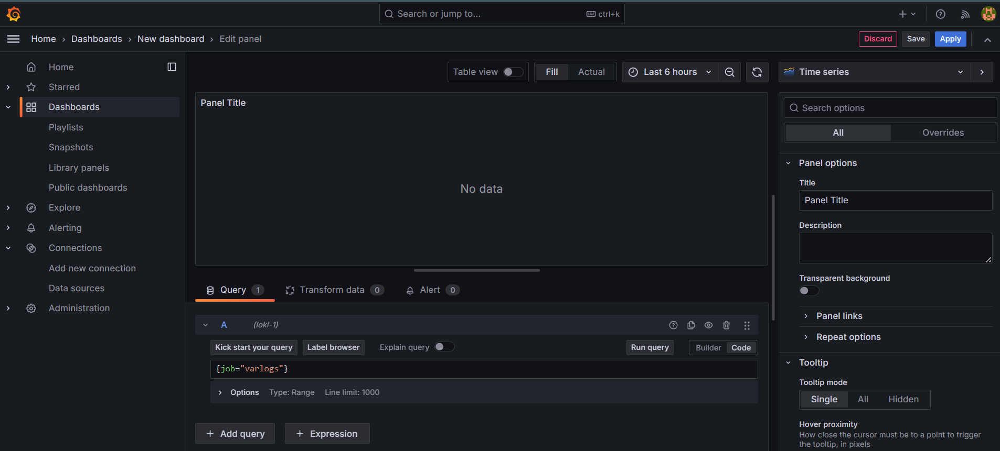 Search or jump to...
ctrl+k
Home
Dashboards
New dashboard
Edit panel
Discard
Save
Apply
Home
Starred
Dashboards
Playlists
Snapshots
Library panels
Public dashboards
Explore
Alerting
Connections
Add new connection
Data sources
Administration
Table view
Fill
Actual
Last 6 hours
Panel Title
No data
Query 1
Transform data 0
Alert 0
A (loki-1)
Kick start your query
Label browser
Explain query
Run query
Builder
Code
{job="varlogs"}
Options Type: Range Line limit: 1000
+ Add query
+ Expression
Time series
Search options
All
Overrides
Panel options
Title
Panel Title
Description
Transparent background
Panel links
Repeat options
Tooltip
Tooltip mode
Single
All
Hidden
Hover proximity
How close the cursor must be to a point to trigger
the tooltip, in pixels